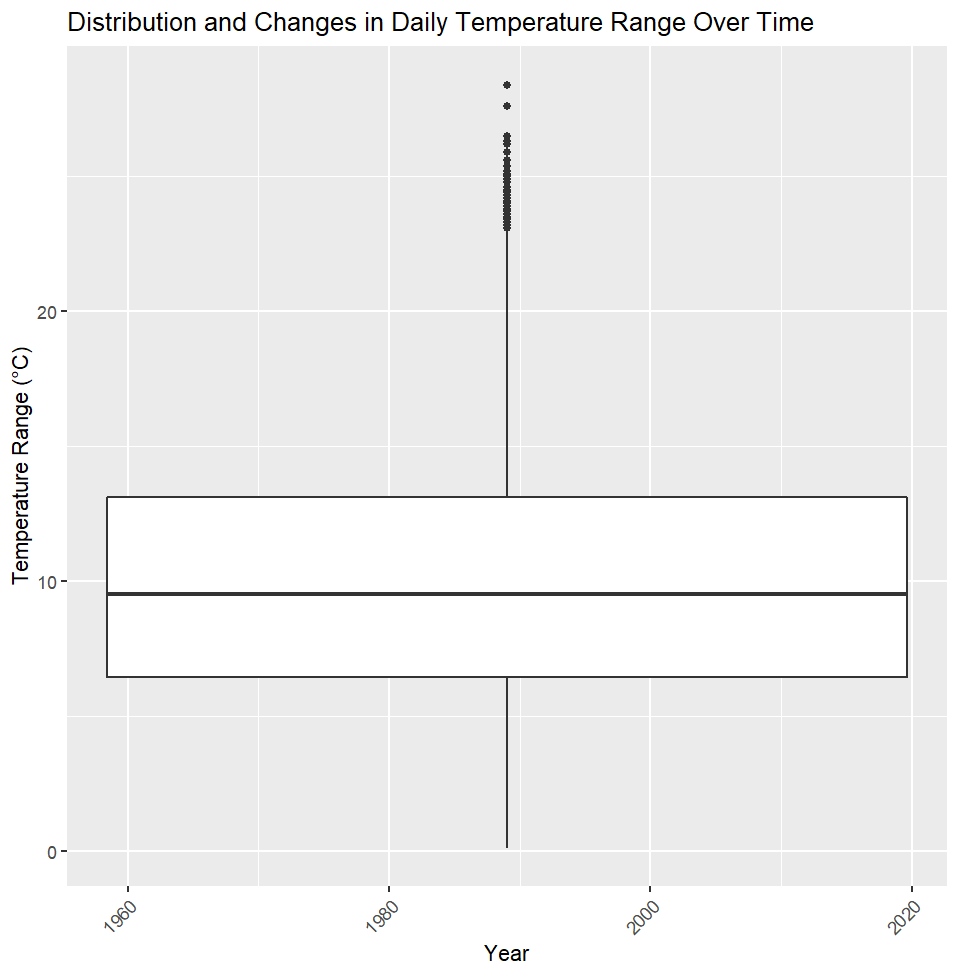 Distribution and Changes in Daily Temperature Range Over Time
Temperature Range (°C)
20
10
0
1960
1980
2000
2020
Year